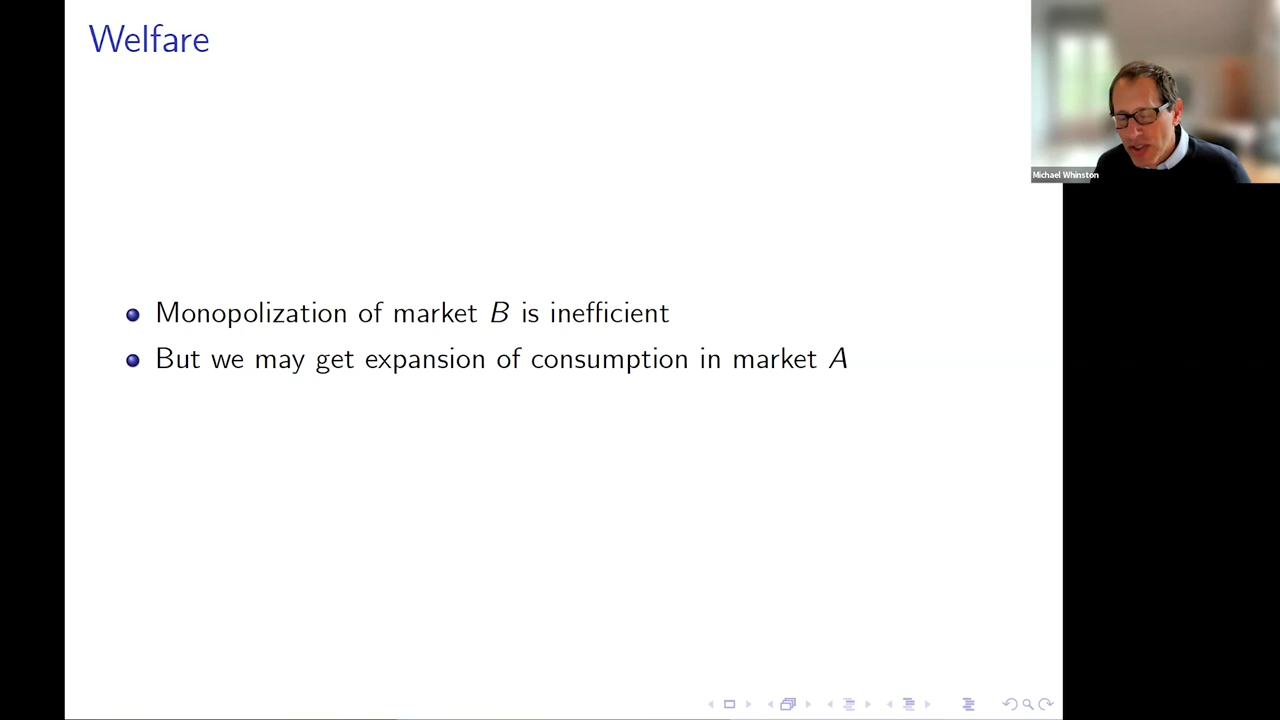 Welfare
Monopolization of market B is inefficient
But we may get expansion of consumption in market A
Michael Whinston